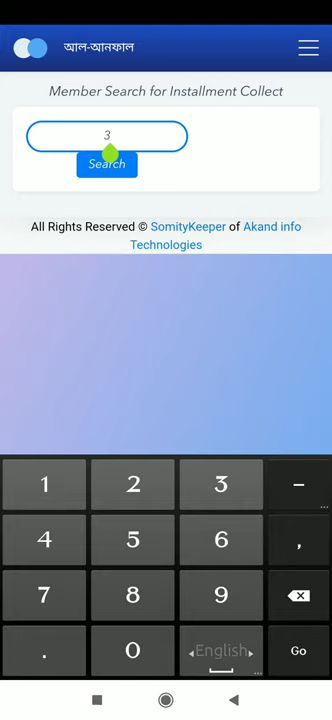 আল-আনফাল
Member Search for Installment Collect
3
Search
All Rights Reserved © SomityKeeper of Akand info
Technologies
1 2 3 –
4 5 6 ,
7 8 9
. 0 English Go